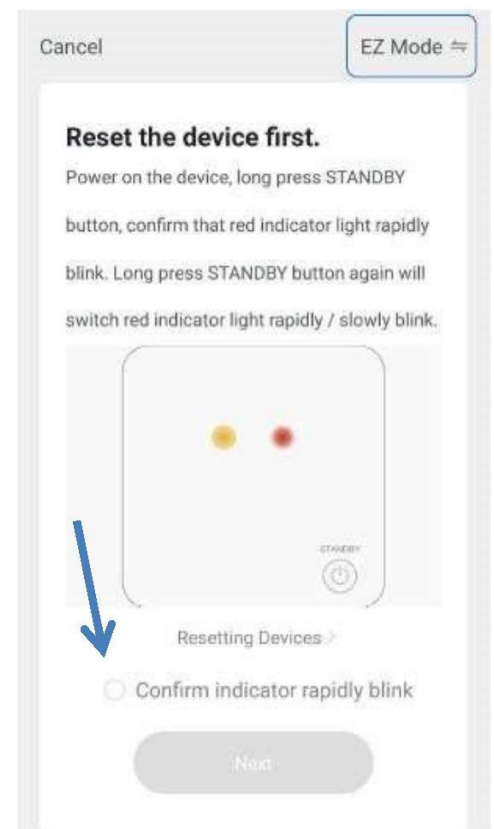 Cancel
EZ Mode ⇋
Reset the device first.
Power on the device, long press STANDBY
button, confirm that red indicator light rapidly
blink. Long press STANDBY button again will
switch red indicator light rapidly / slowly blink.
STANDBY
Resetting Devices >
Confirm indicator rapidly blink
Next